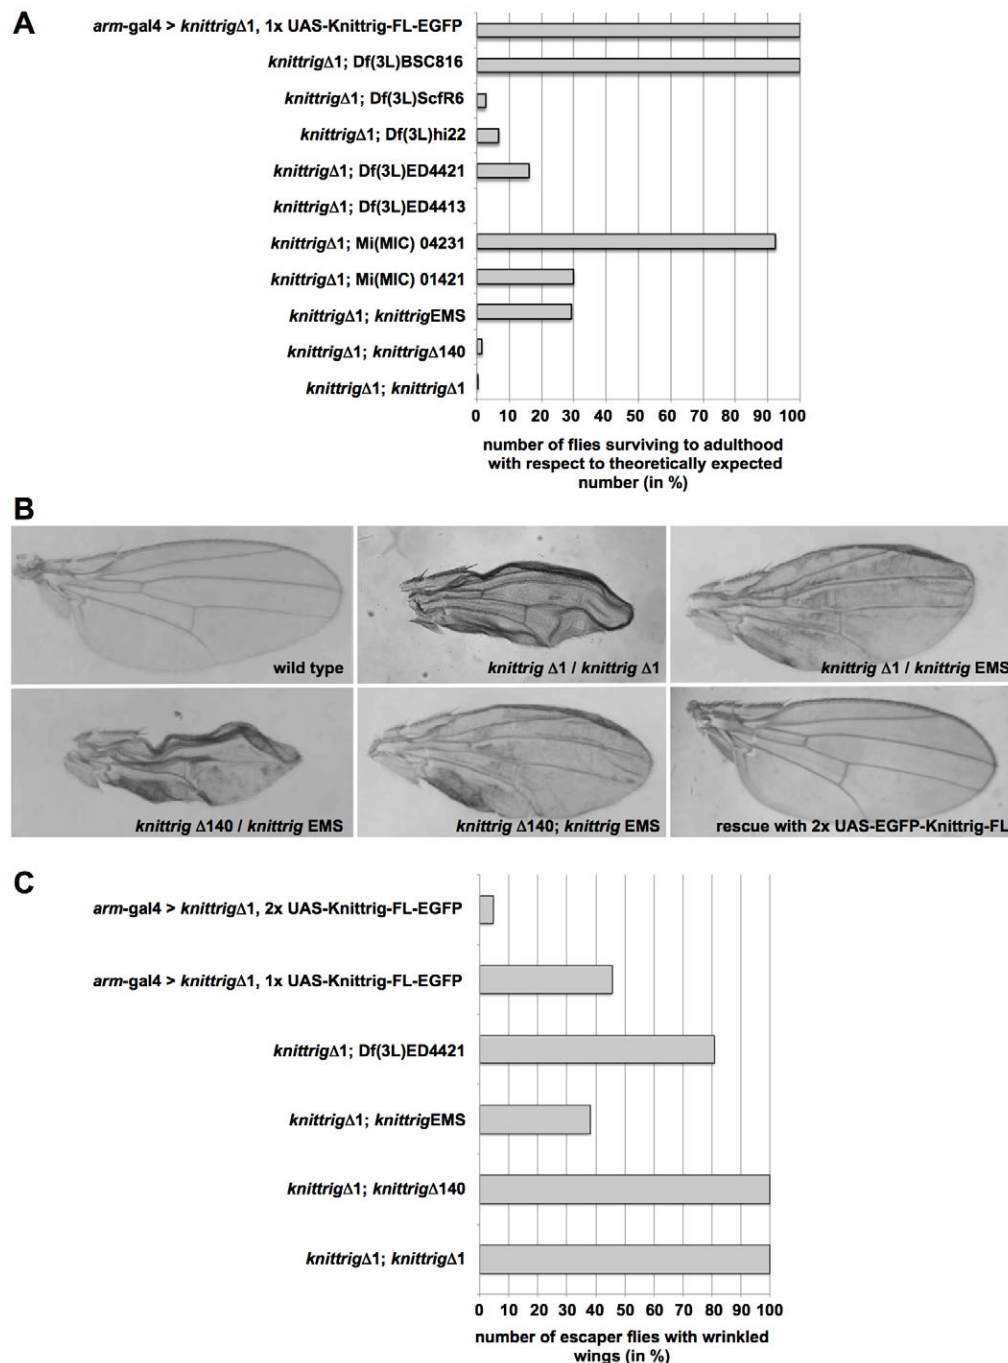 A
arm-gal4 > knittrigΔ1, 1x UAS-Knittrig-FL-EGFP
knittrigΔ1; Df(3L)BSC816
knittrigΔ1; Df(3L)ScfR6
knittrigΔ1; Df(3L)hi22
knittrigΔ1; Df(3L)ED4421
knittrigΔ1; Df(3L)ED4413
knittrigΔ1; Mi(MIC) 04231
knittrigΔ1; Mi(MIC) 01421
knittrigΔ1; knittrigEMS
knittrigΔ1; knittrigΔ140
knittrigΔ1; knittrigΔ1
0 10 20 30 40 50 60 70 80 90 100
number of flies surviving to adulthood
with respect to theoretically expected
number (in %)
B
wild type
knittrig Δ1 / knittrig Δ1
knittrig Δ1 / knittrig EMS
knittrig Δ140 / knittrig EMS
knittrig Δ140; knittrig EMS
rescue with 2x UAS-EGFP-Knittrig-FL
C
arm-gal4 > knittrigΔ1, 2x UAS-Knittrig-FL-EGFP
arm-gal4 > knittrigΔ1, 1x UAS-Knittrig-FL-EGFP
knittrigΔ1; Df(3L)ED4421
knittrigΔ1; knittrigEMS
knittrigΔ1; knittrigΔ140
knittrigΔ1; knittrigΔ1
0 10 20 30 40 50 60 70 80 90 100
number of escaper flies with wrinkled
wings (in %)